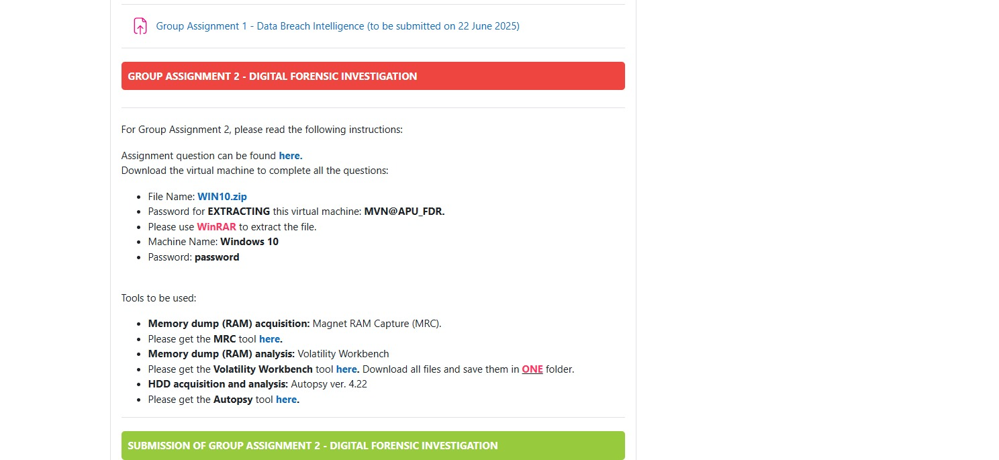 Group Assignment 1 - Data Breach Intelligence (to be submitted on 22 June 2025)
GROUP ASSIGNMENT 2 - DIGITAL FORENSIC INVESTIGATION
For Group Assignment 2, please read the following instructions:
Assignment question can be found here.
Download the virtual machine to complete all the questions:
File Name: WIN10.zip
Password for EXTRACTING this virtual machine: MVN@APU_FDR.
Please use WinRAR to extract the file.
Machine Name: Windows 10
Password: password
Tools to be used:
Memory dump (RAM) acquisition: Magnet RAM Capture (MRC).
Please get the MRC tool here.
Memory dump (RAM) analysis: Volatility Workbench
Please get the Volatility Workbench tool here. Download all files and save them in ONE folder.
HDD acquisition and analysis: Autopsy ver. 4.22
Please get the Autopsy tool here.
SUBMISSION OF GROUP ASSIGNMENT 2 - DIGITAL FORENSIC INVESTIGATION